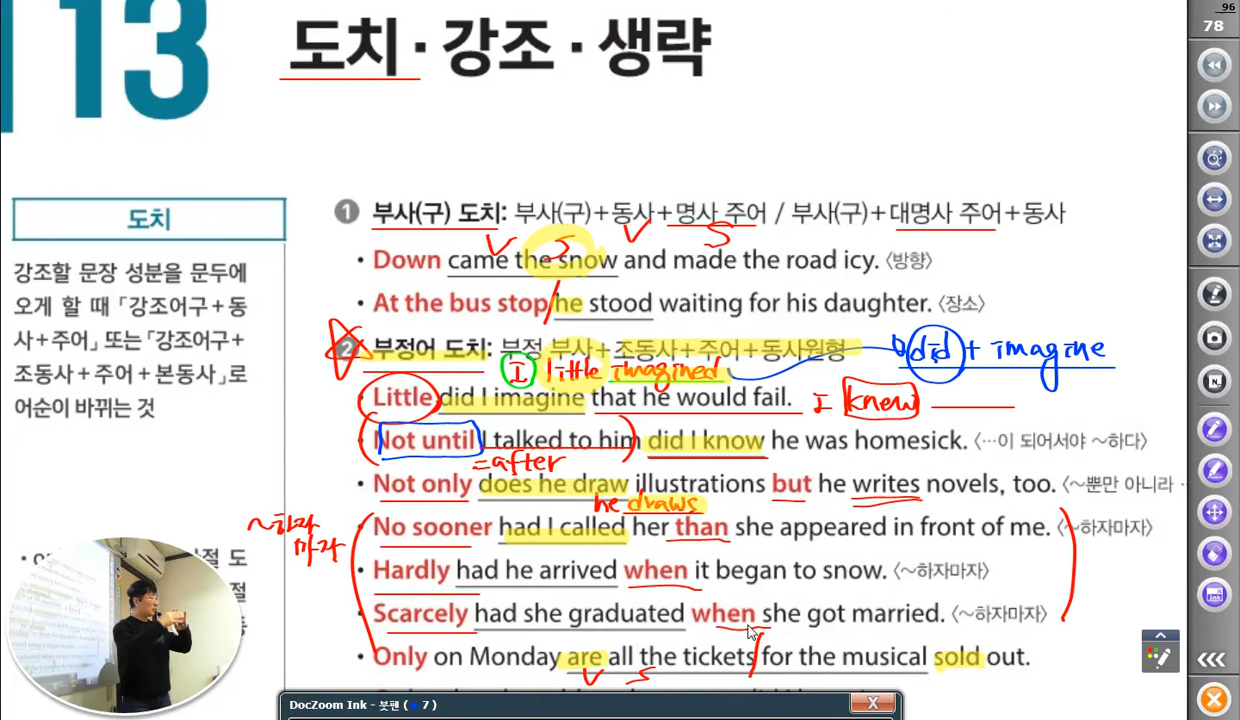 96
78
13
도치·강조·생략
도치
강조할 문장 성분을 문두에
오게 할 때 「강조어구+동
사+주어」 또는 「강조어구+
조동사+주어+본동사」로
어순이 바뀌는 것
❶ 부사(구) 도치: 부사(구)+동사+명사 주어 / 부사(구)+대명사 주어+동사
V S V S
• Down came the snow and made the road icy. 〈방향〉
• At the bus stop he stood waiting for his daughter. 〈장소〉
❷ 부정어 도치: 부정 부사+조동사+주어+동사원형
did + imagine
I little imagined
• Little did I imagine that he would fail.
I knew
• Not until I talked to him did I know he was homesick. 〈…이 되어서야 ~하다〉
=after
• Not only does he draw illustrations but he writes novels, too. 〈~뿐만 아니라 …
he draws
~하자
마자
• No sooner had I called her than she appeared in front of me. 〈~하자마자〉
• Hardly had he arrived when it began to snow. 〈~하자마자〉
• Scarcely had she graduated when she got married. 〈~하자마자〉
• Only on Monday are all the tickets for the musical sold out.
V S
절 도
절
동
DocZoom Ink - 붓펜 ( 7 )
X